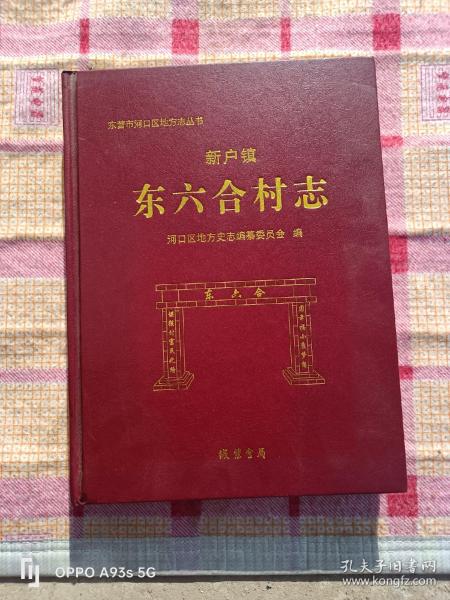 东营市河口区地方志丛书
新户镇
东六合村志
河口区地方史志编纂委员会 编
东六合
线装书局
OPPO A93s 5G
孔夫子旧书网
www.kongfz.com